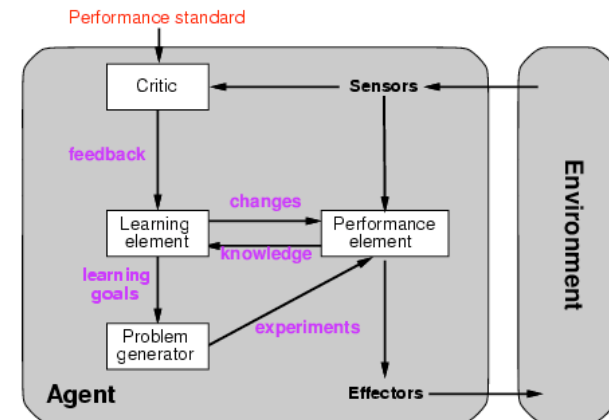 Performance standard
Critic
Sensors
feedback
changes
Learning
element
Performance
element
knowledge
learning
goals
experiments
Problem
generator
Agent
Effectors
Environment